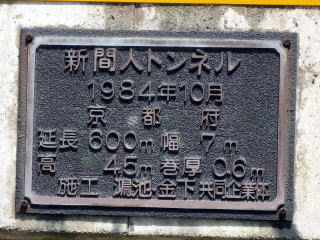 新間人トンネル
1984年10月
京都府
延長 600m 幅 7m
高 4.5m 巻厚 0.6m
施工 鴻池・金下共同企業体